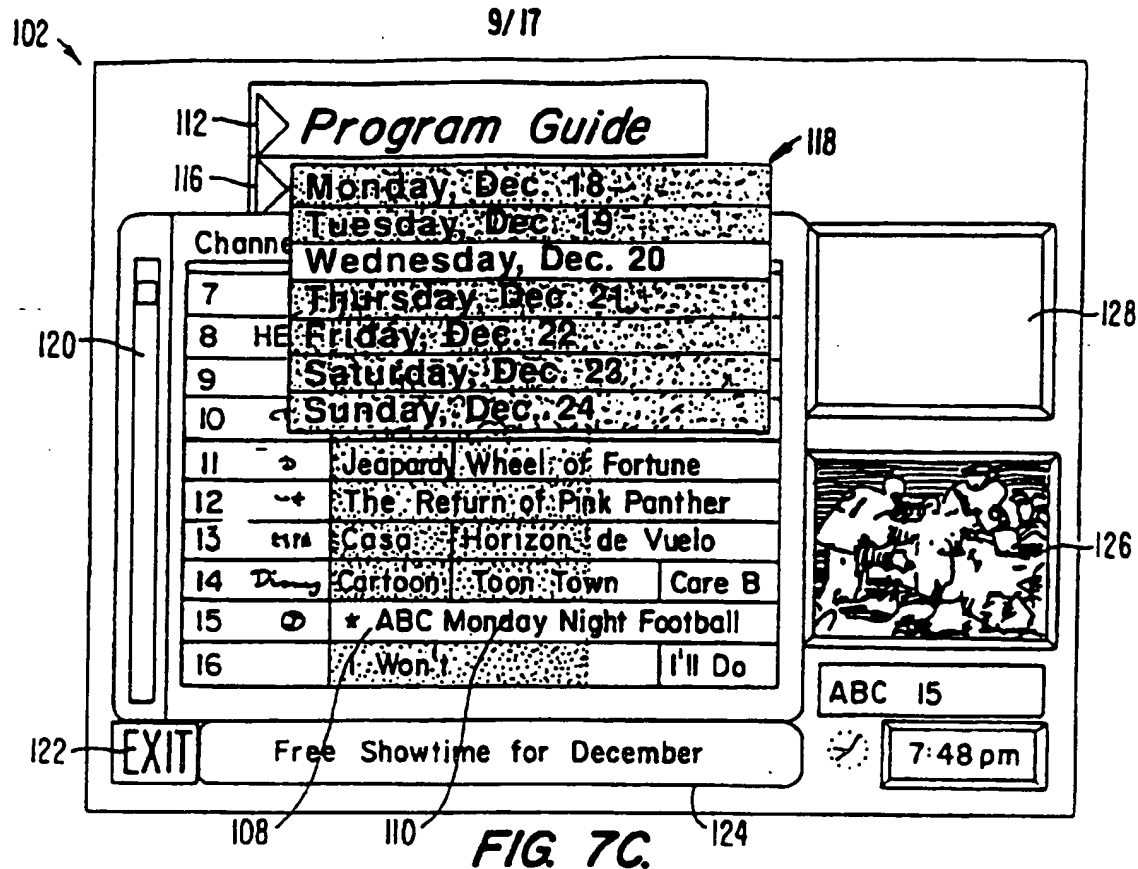 9/17
102
112
Program Guide
118
116
Monday, Dec. 18
Tuesday, Dec. 19
Channe
Wednesday, Dec. 20
7
Thursday, Dec. 21
128
120
8 HE
Friday, Dec. 22
9
Saturday, Dec. 23
10
Sunday, Dec. 24
11 Jeapardy Wheel of Fortune
12 The Return of Pink Panther
13 Casa Horizon de Vuelo
126
14 Disney Cartoon Toon Town Care B
15 * ABC Monday Night Football
16 I Won't I'll Do
ABC 15
122
EXIT
Free Showtime for December
7:48 pm
108
110
124
FIG. 7C.